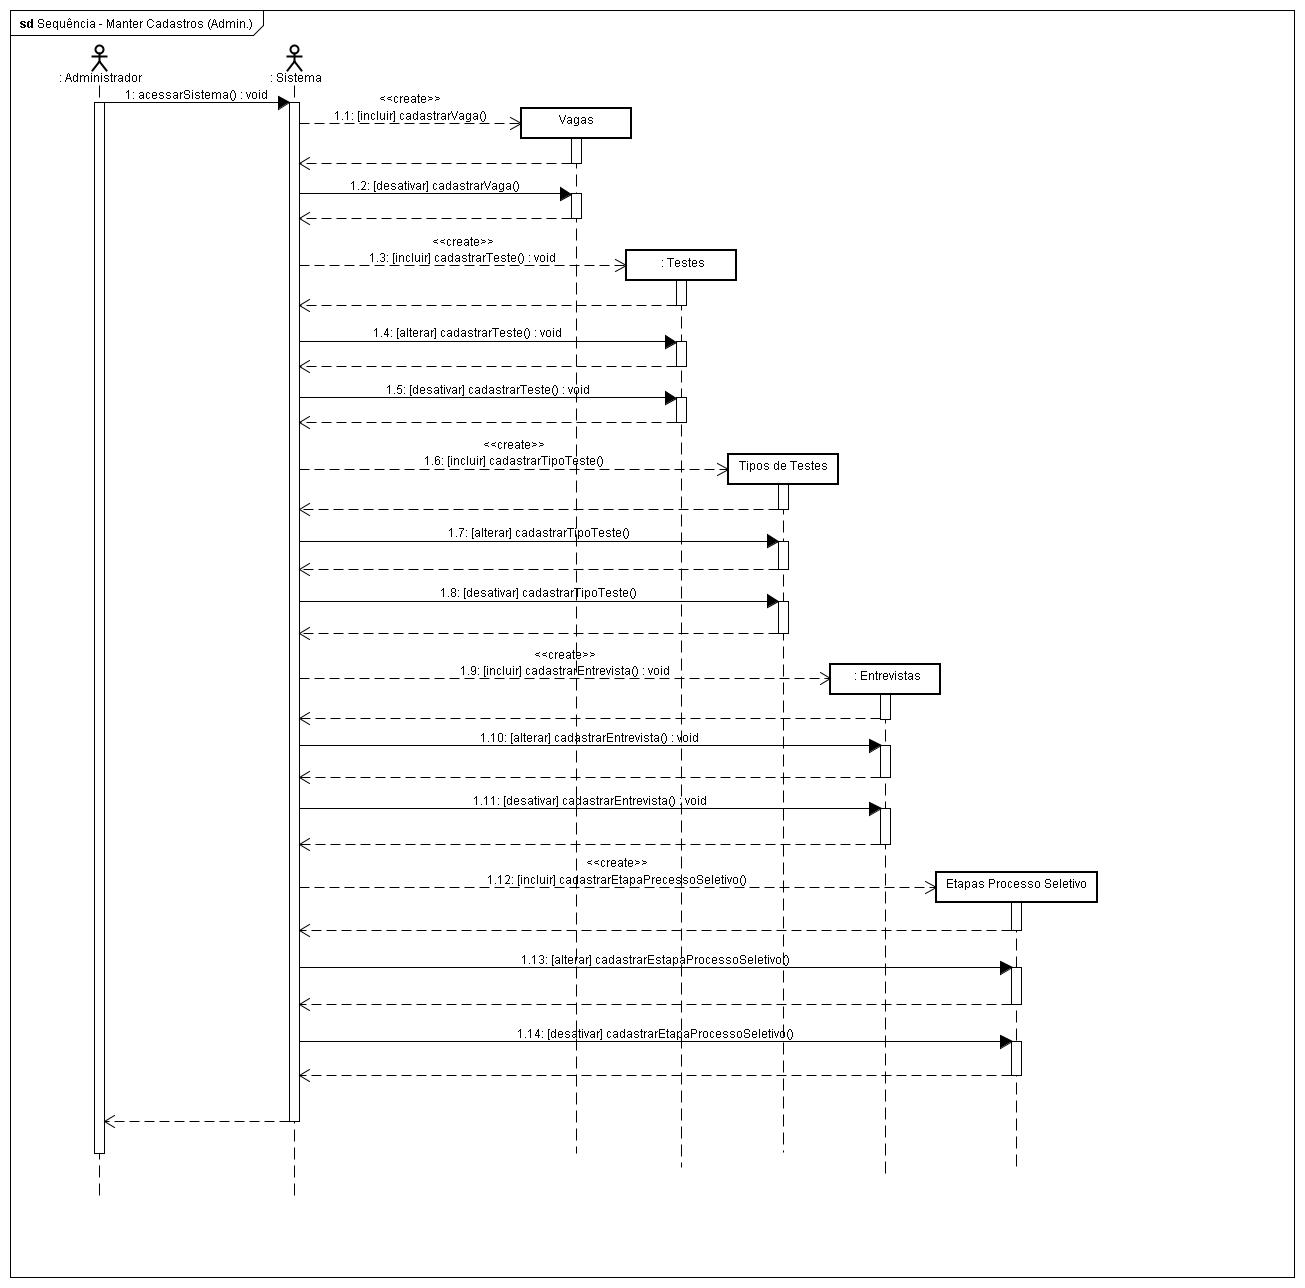 sd Sequência - Manter Cadastros (Admin.)
: Administrador
: Sistema
1: acessarSistema() : void
<<create>>
1.1: [incluir] cadastrarVaga()
Vagas
1.2: [desativar] cadastrarVaga()
<<create>>
1.3: [incluir] cadastrarTeste() : void
: Testes
1.4: [alterar] cadastrarTeste() : void
1.5: [desativar] cadastrarTeste() : void
<<create>>
1.6: [incluir] cadastrarTipoTeste()
Tipos de Testes
1.7: [alterar] cadastrarTipoTeste()
1.8: [desativar] cadastrarTipoTeste()
<<create>>
1.9: [incluir] cadastrarEntrevista() : void
: Entrevistas
1.10: [alterar] cadastrarEntrevista() : void
1.11: [desativar] cadastrarEntrevista() : void
<<create>>
1.12: [incluir] cadastrarEtapaPrecessoSeletivo()
Etapas Processo Seletivo
1.13: [alterar] cadastrarEstapaProcessoSeletivo()
1.14: [desativar] cadastrarEtapaProcessoSeletivo()